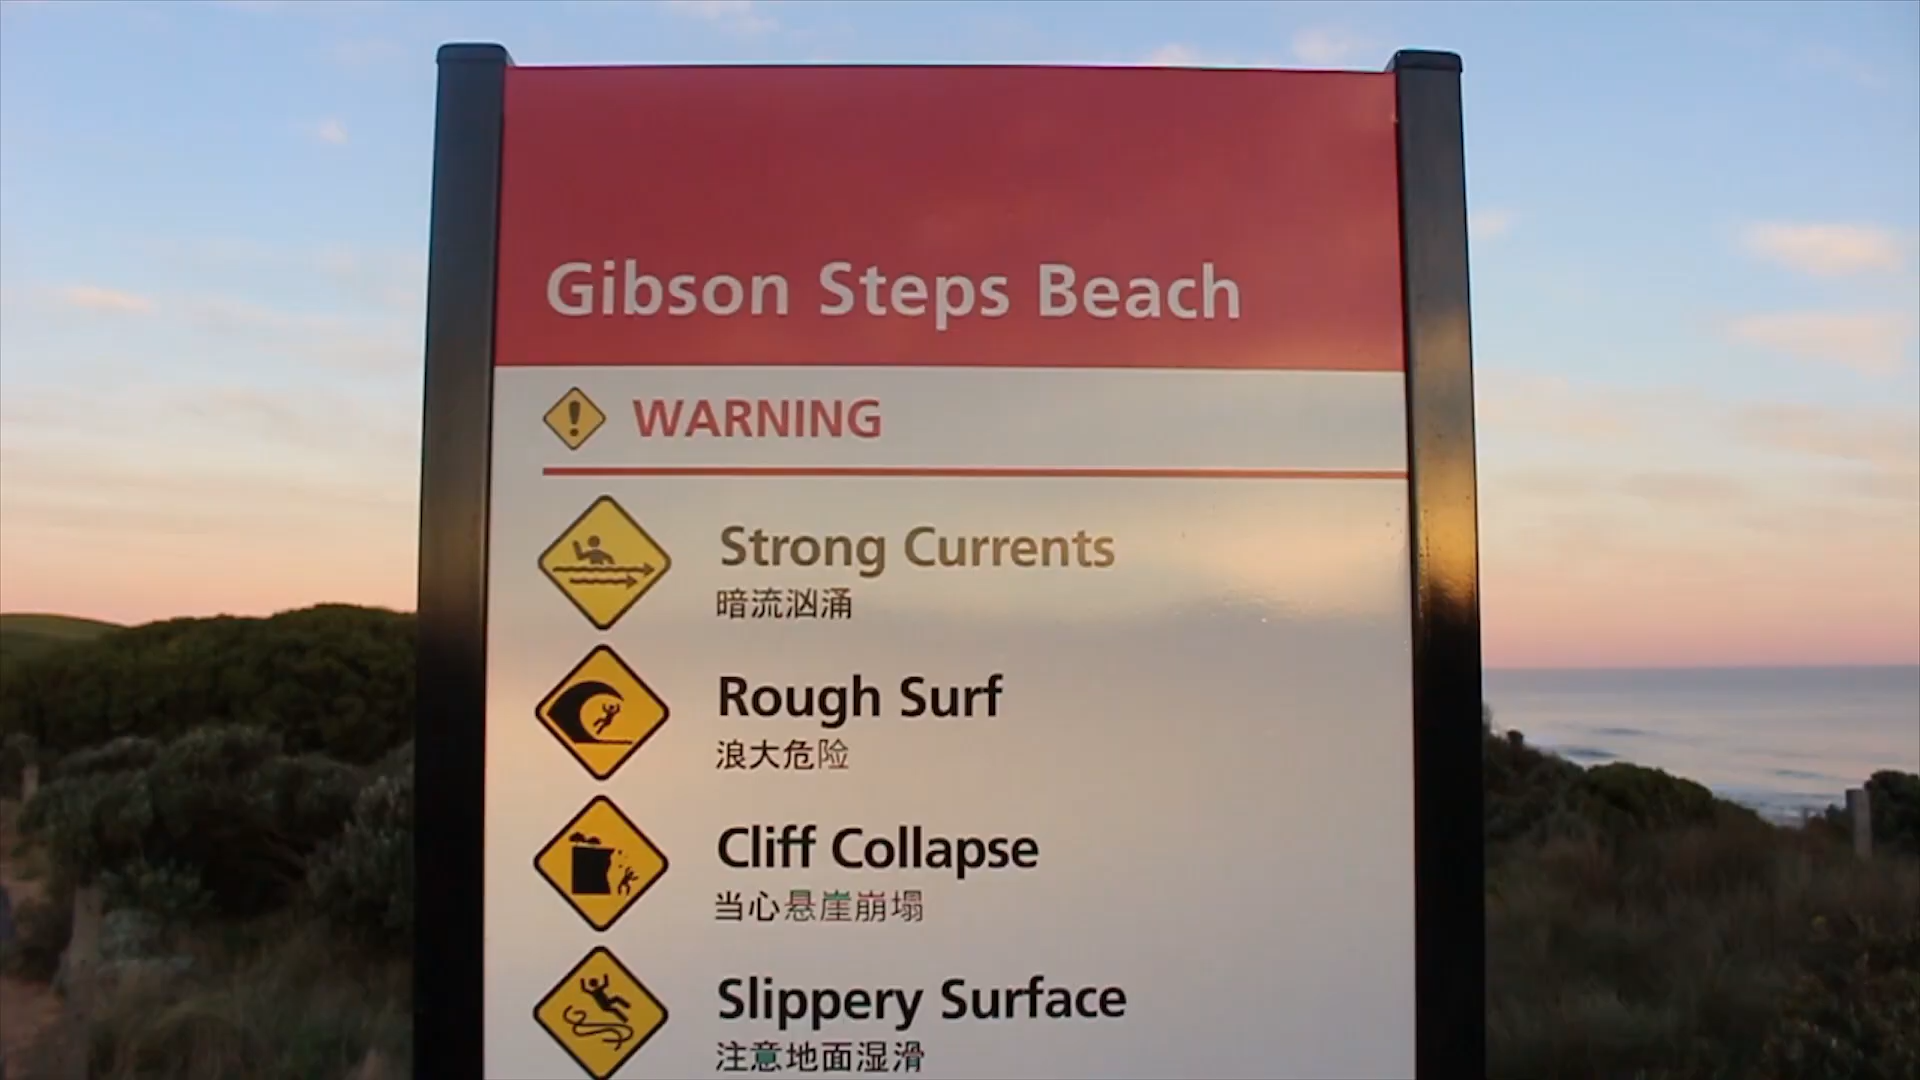 Gibson Steps Beach
WARNING
Strong Currents
暗流汹涌
Rough Surf
浪大危险
Cliff Collapse
当心悬崖崩塌
Slippery Surface
注意地面湿滑